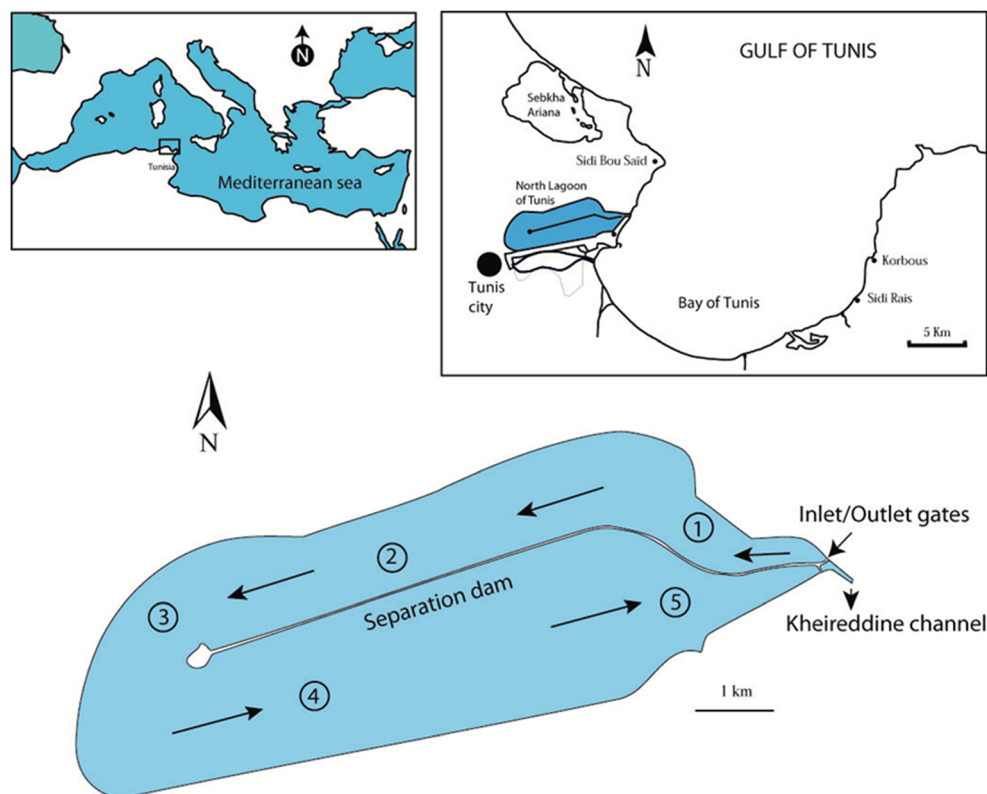 N
Tunisia
Mediterranean sea
N
GULF OF TUNIS
Sebkha
Ariana
Sidi Bou Saïd
North Lagoon
of Tunis
Tunis
city
Korbous
Sidi Rais
Bay of Tunis
5 Km
N
1
2
3
4
5
Separation dam
Inlet/Outlet gates
Kheireddine channel
1 km